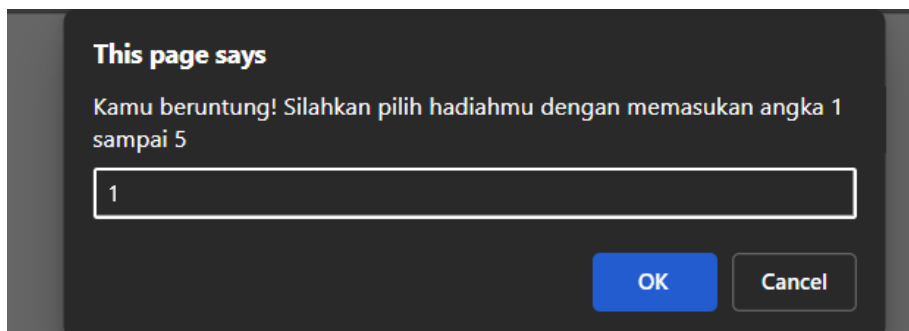 This page says
Kamu beruntung! Silahkan pilih hadiahmu dengan memasukan angka 1
sampai 5
1
OK Cancel